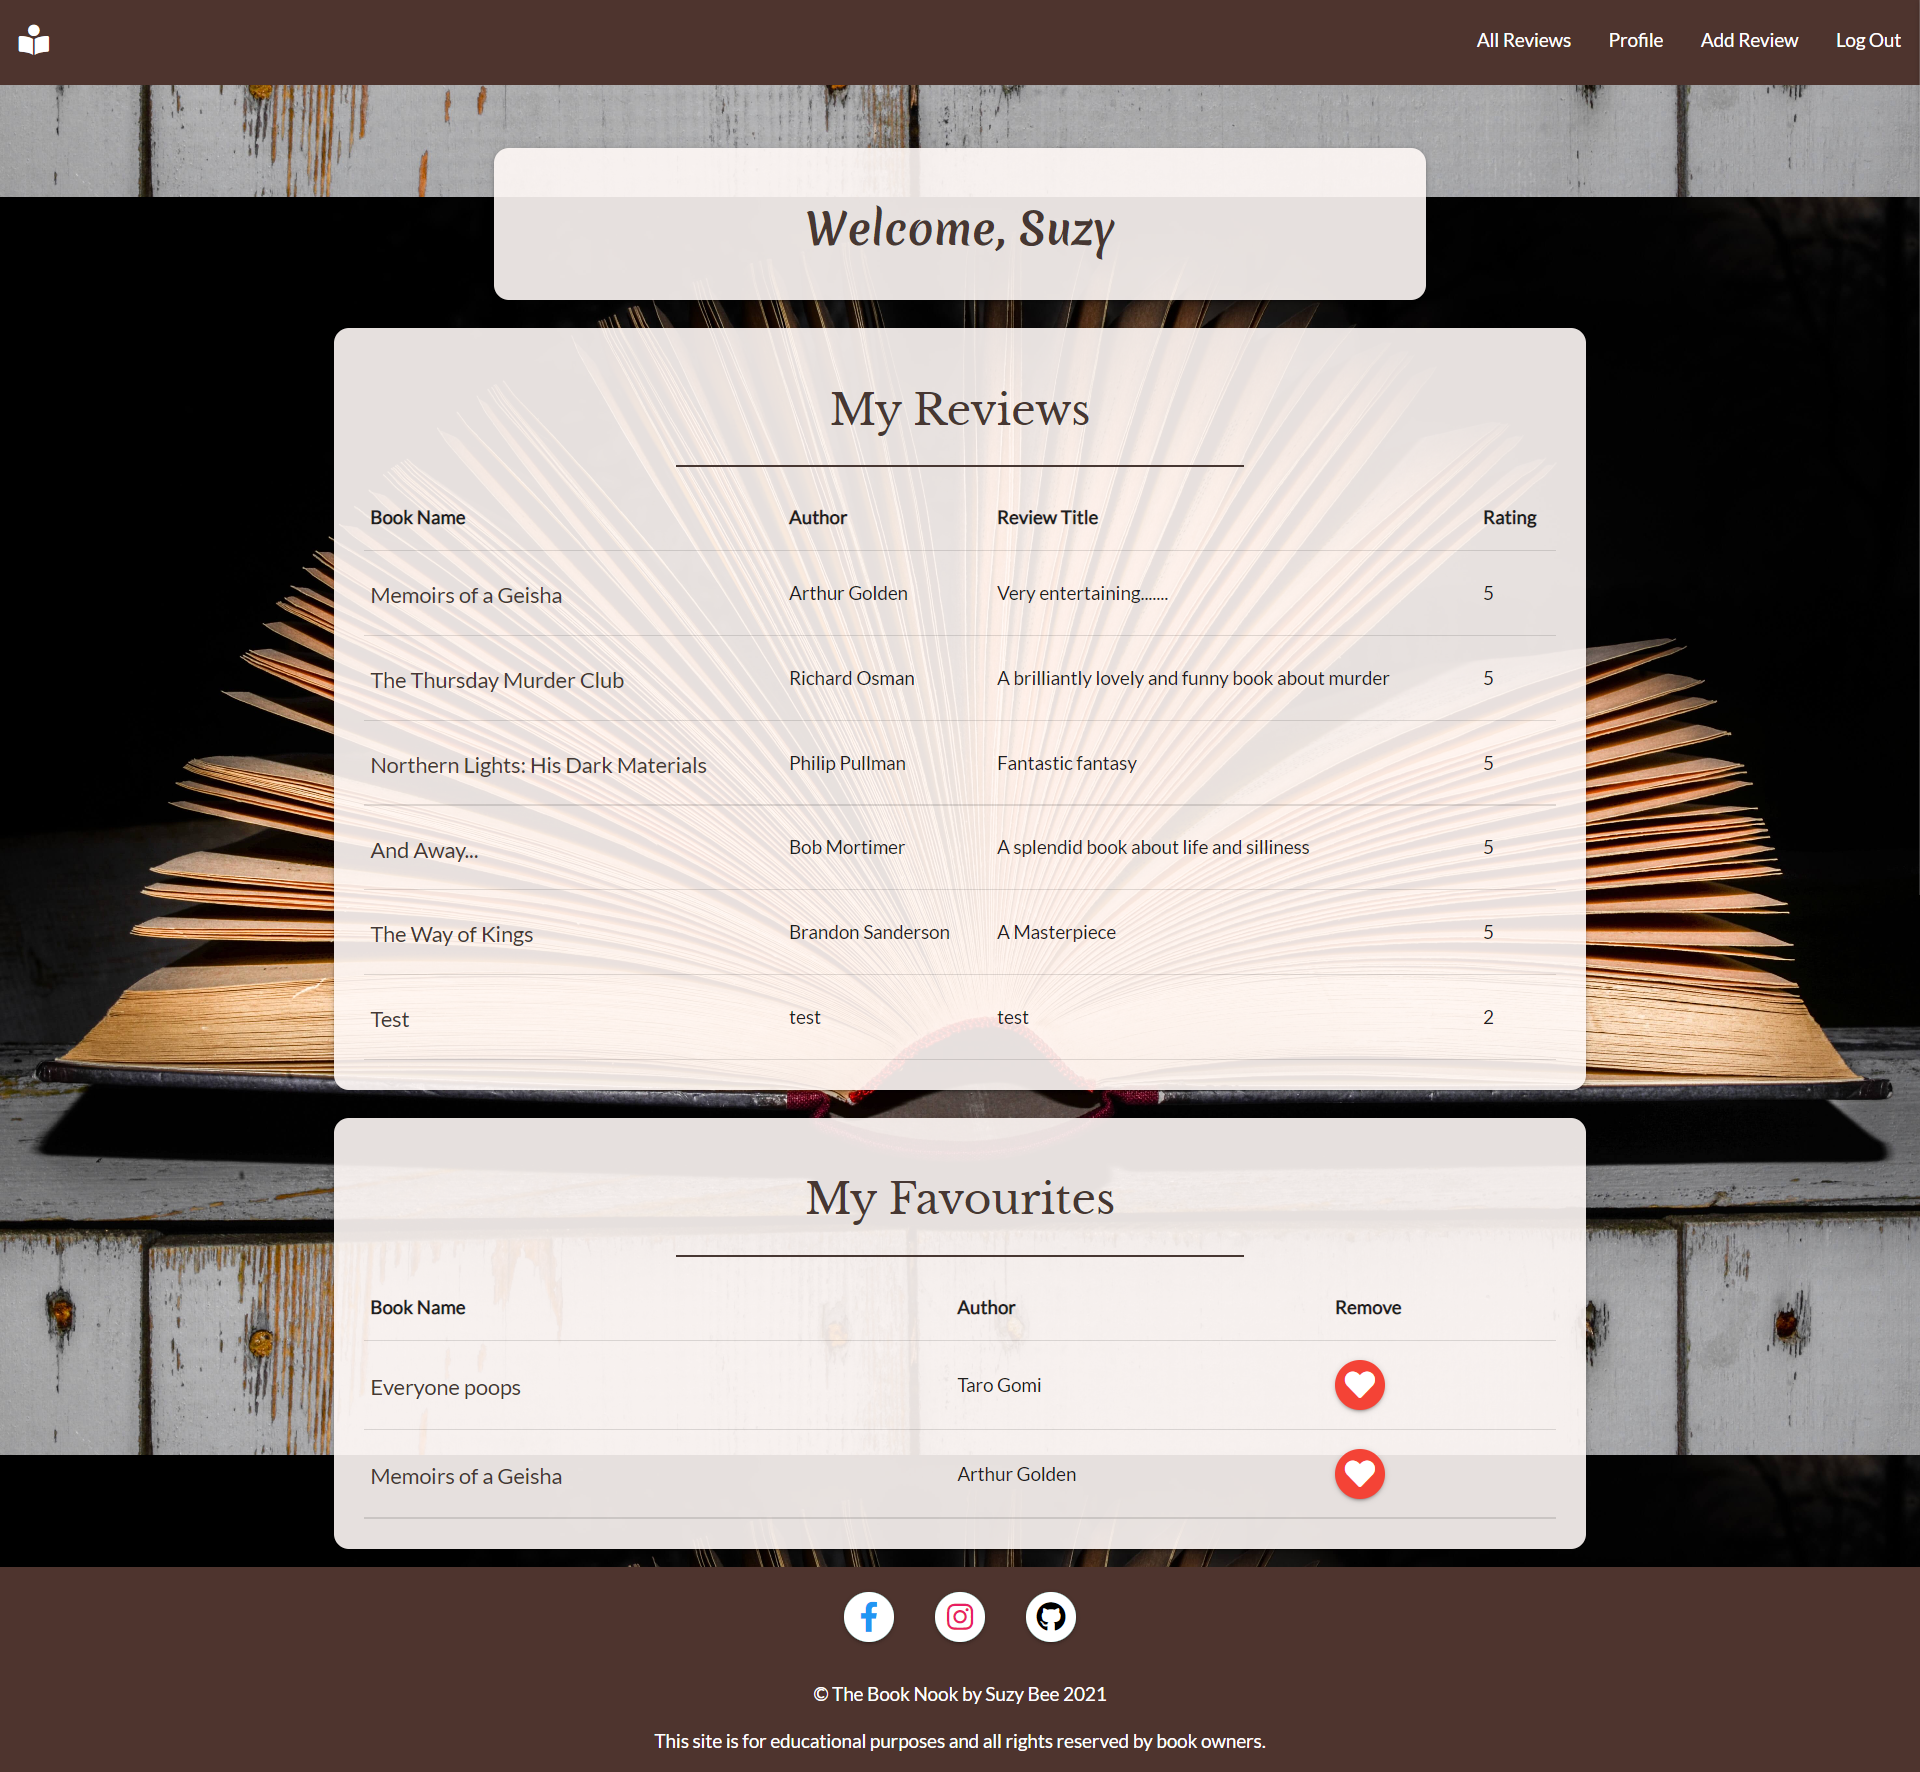 All Reviews Profile Add Review Log Out
Welcome, Suzy
My Reviews
Book Name Author Review Title Rating
Memoirs of a Geisha Arthur Golden Very entertaining....... 5
The Thursday Murder Club Richard Osman A brilliantly lovely and funny book about murder 5
Northern Lights: His Dark Materials Philip Pullman Fantastic fantasy 5
And Away... Bob Mortimer A splendid book about life and silliness 5
The Way of Kings Brandon Sanderson A Masterpiece 5
Test test test 2
My Favourites
Book Name Author Remove
Everyone poops Taro Gomi
Memoirs of a Geisha Arthur Golden
© The Book Nook by Suzy Bee 2021
This site is for educational purposes and all rights reserved by book owners.